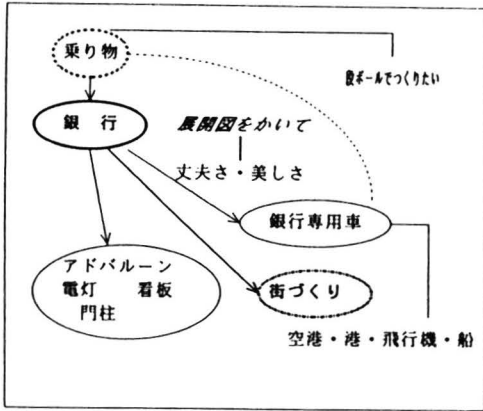 乗り物
段ボールでつくりたい
銀行
展開図をかいて
丈夫さ・美しさ
銀行専用車
アドバルーン
電灯 看板
門柱
街づくり
空港・港・飛行機・船